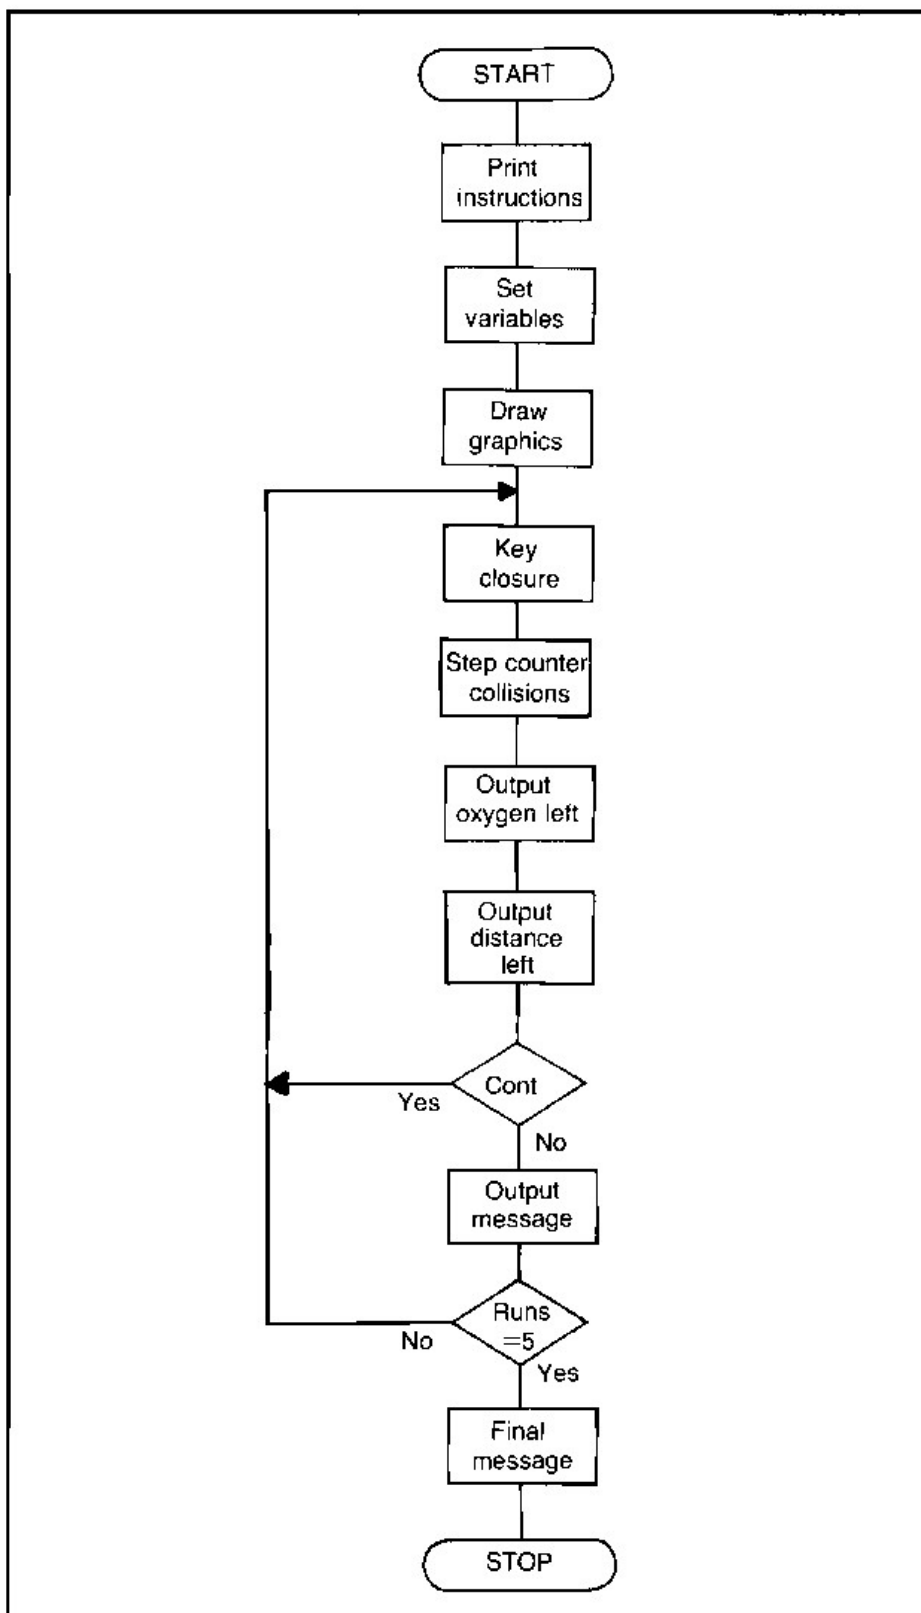 START
Print
instructions
Set
variables
Draw
graphics
Key
closure
Step counter
collisions
Output
oxygen left
Output
distance
left
Cont
Yes
No
Output
message
Runs
=5
No
Yes
Final
message
STOP